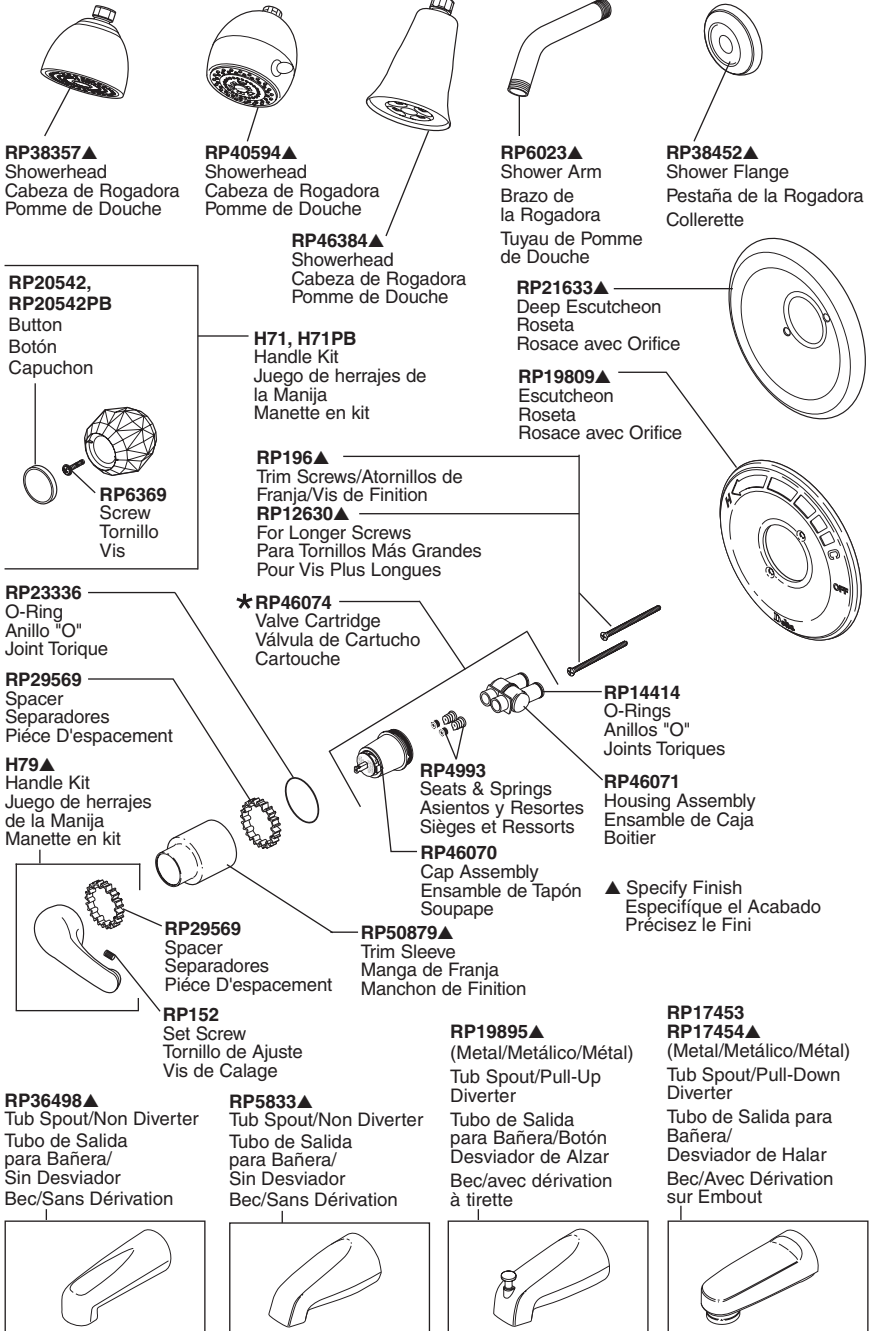 RP38357▲
Showerhead
Cabeza de Rogadora
Pomme de Douche
RP40594▲
Showerhead
Cabeza de Rogadora
Pomme de Douche
RP46384▲
Showerhead
Cabeza de Rogadora
Pomme de Douche
RP6023▲
Shower Arm
Brazo de
la Rogadora
Tuyau de Pomme
de Douche
RP38452▲
Shower Flange
Pestaña de la Rogadora
Collerette
RP20542,
RP20542PB
Button
Botón
Capuchon
RP6369
Screw
Tornillo
Vis
H71, H71PB
Handle Kit
Juego de herrajes de
la Manija
Manette en kit
RP21633▲
Deep Escutcheon
Roseta
Rosace avec Orifice
RP19809▲
Escutcheon
Roseta
Rosace avec Orifice
H
C
OFF
Delta
RP196▲
Trim Screws/Atornillos de
Franja/Vis de Finition
RP12630▲
For Longer Screws
Para Tornillos Más Grandes
Pour Vis Plus Longues
RP23336
O-Ring
Anillo "O"
Joint Torique
*RP46074
Valve Cartridge
Válvula de Cartucho
Cartouche
RP29569
Spacer
Separadores
Piéce D'espacement
RP14414
O-Rings
Anillos "O"
Joints Toriques
RP4993
Seats & Springs
Asientos y Resortes
Sièges et Ressorts
RP46071
Housing Assembly
Ensamble de Caja
Boitier
H79▲
Handle Kit
Juego de herrajes
de la Manija
Manette en kit
RP46070
Cap Assembly
Ensamble de Tapón
Soupape
▲ Specify Finish
Especifíque el Acabado
Précisez le Fini
RP29569
Spacer
Separadores
Piéce D'espacement
RP50879▲
Trim Sleeve
Manga de Franja
Manchon de Finition
RP152
Set Screw
Tornillo de Ajuste
Vis de Calage
RP36498▲
Tub Spout/Non Diverter
Tubo de Salida
para Bañera/
Sin Desviador
Bec/Sans Dérivation
RP5833▲
Tub Spout/Non Diverter
Tubo de Salida
para Bañera/
Sin Desviador
Bec/Sans Dérivation
RP19895▲
(Metal/Metálico/Métal)
Tub Spout/Pull-Up
Diverter
Tubo de Salida
para Bañera/Botón
Desviador de Alzar
Bec/avec dérivation
à tirette
RP17453
RP17454▲
(Metal/Metálico/Métal)
Tub Spout/Pull-Down
Diverter
Tubo de Salida para
Bañera/
Desviador de Halar
Bec/Avec Dérivation
sur Embout